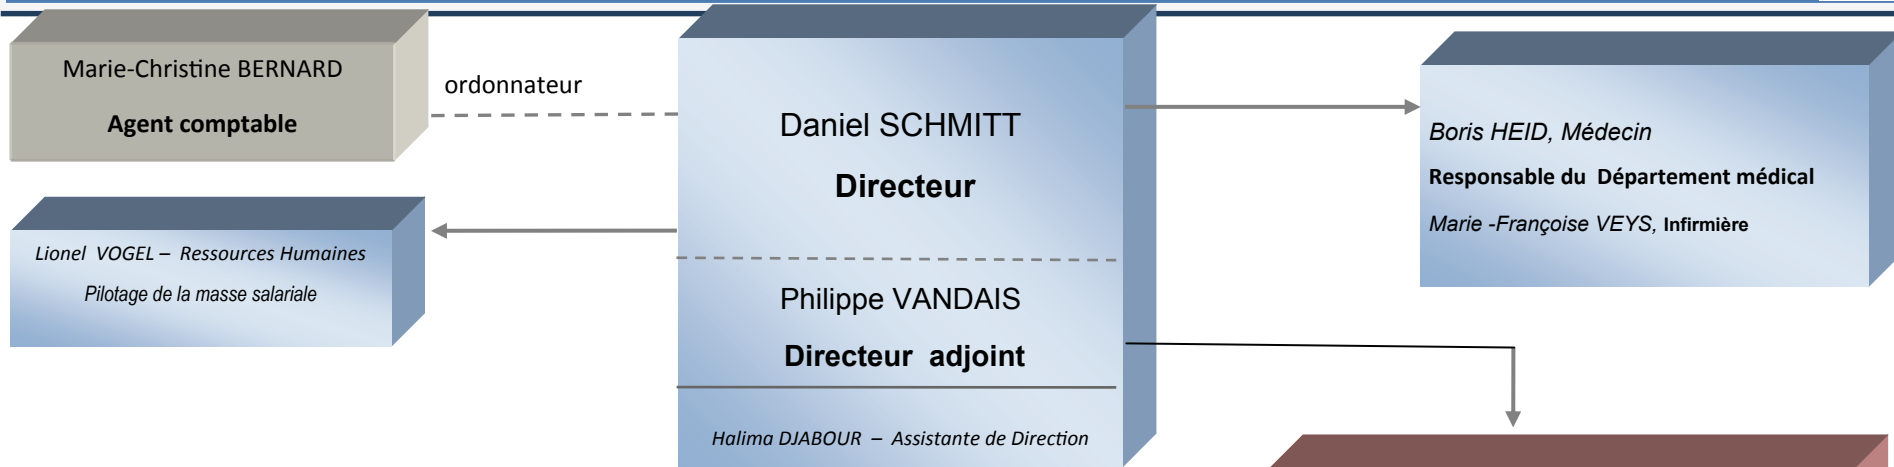 Marie-Christine BERNARD
Agent comptable
ordonnateur
Lionel VOGEL – Ressources Humaines
Pilotage de la masse salariale
Daniel SCHMITT
Directeur
Philippe VANDAIS
Directeur adjoint
Halima DJABOUR – Assistante de Direction
Boris HEID, Médecin
Responsable du Département médical
Marie -Françoise VEYS, Infirmière